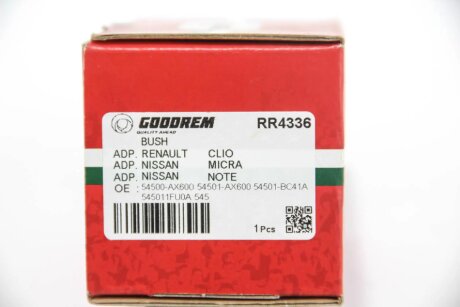 GOODREM RR4336
QUALITY AHEAD
BUSH
ADP. RENAULT CLIO
ADP. NISSAN MICRA
ADP. NISSAN NOTE
OE : 54500-AX600 54501-AX600 54501-BC41A
545011FU0A 545
1 Pcs